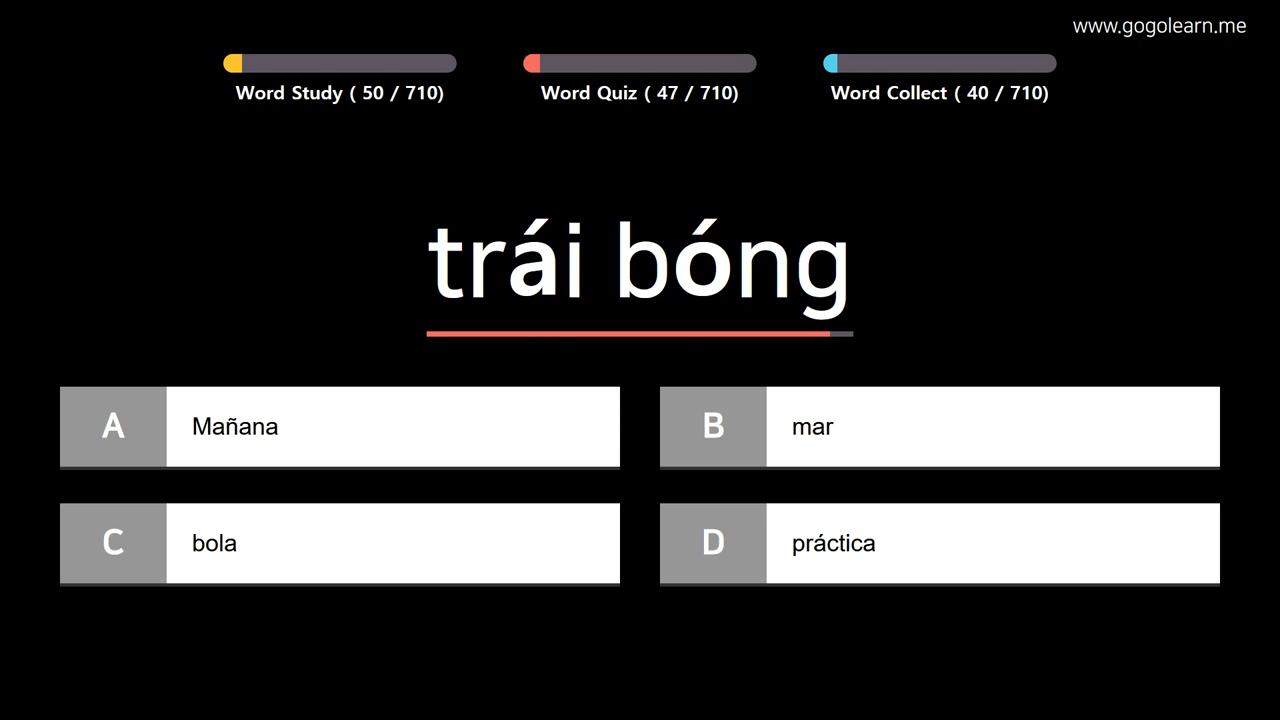 www.gogolearn.me
Word Study ( 50 / 710)
Word Quiz ( 47 / 710)
Word Collect ( 40 / 710)
trái bóng
A Mañana
B mar
C bola
D práctica